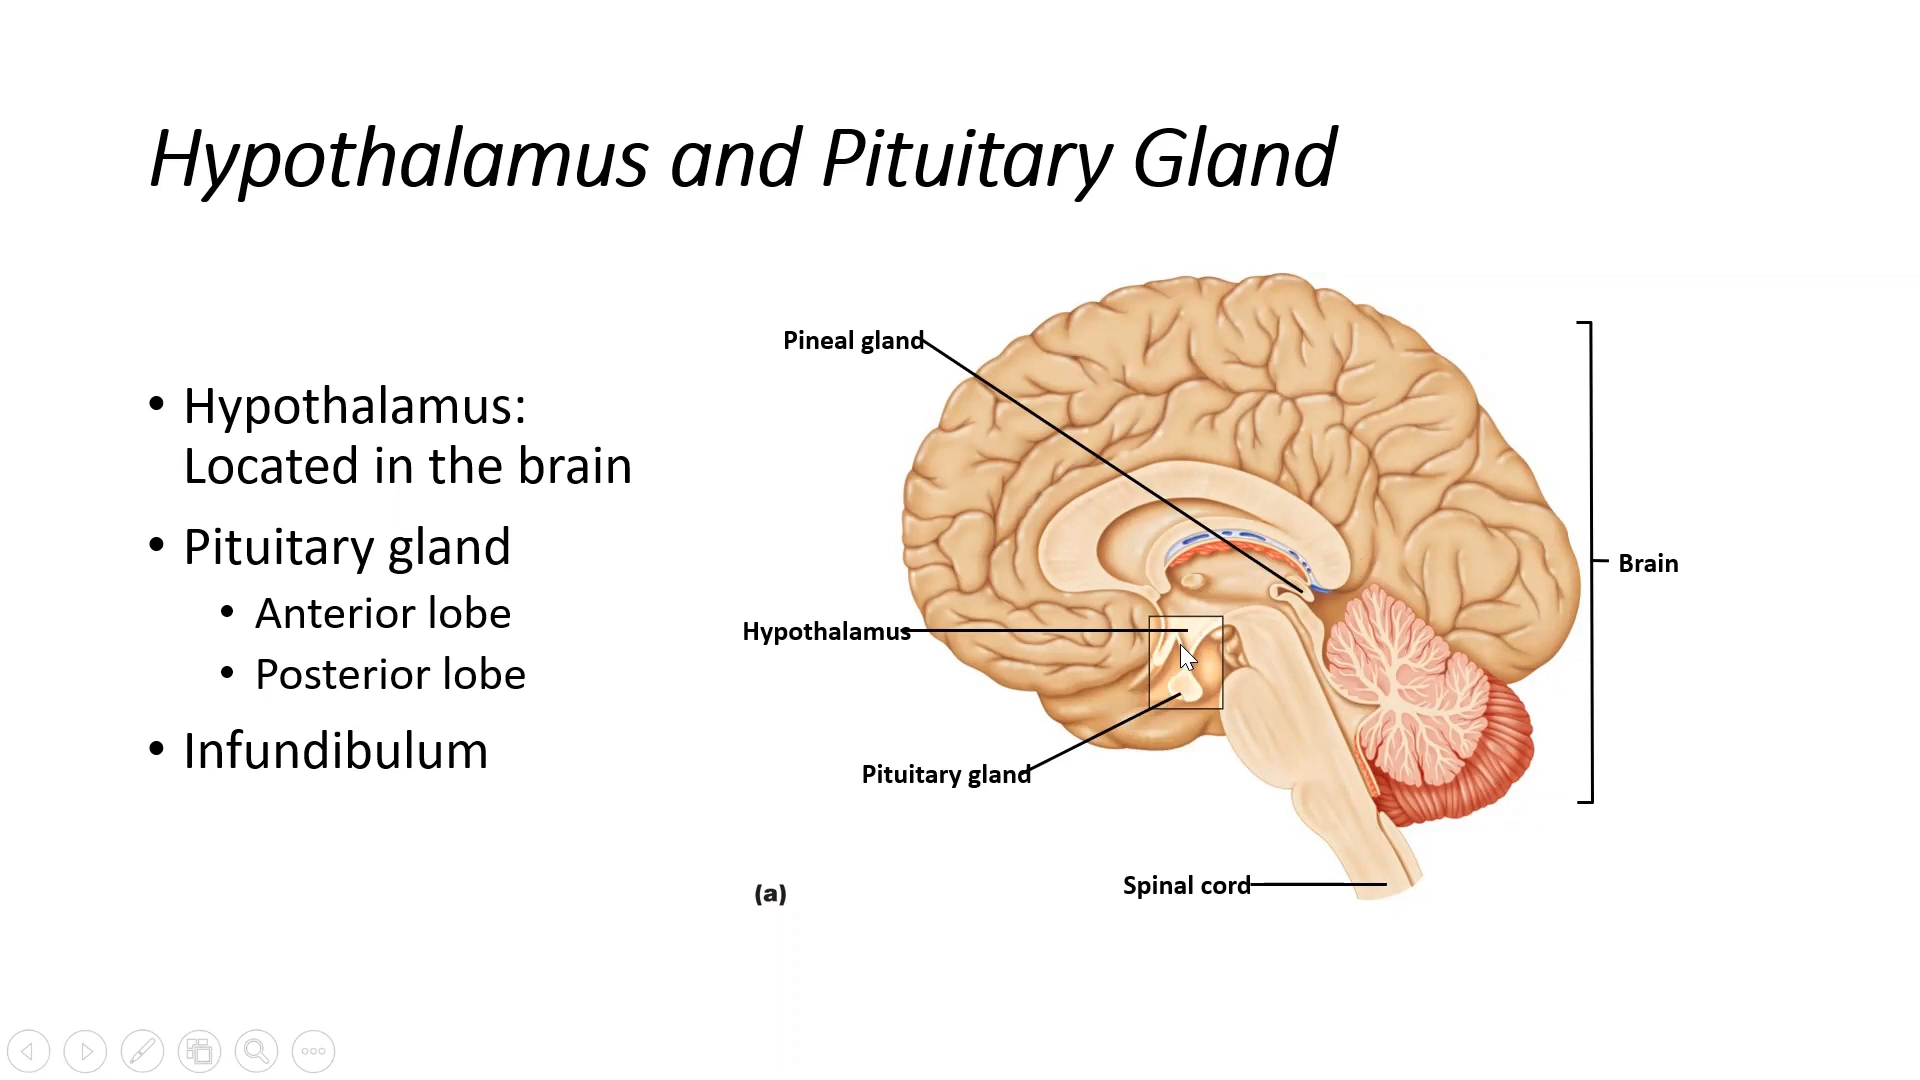 Hypothalamus and Pituitary Gland
• Hypothalamus:
Located in the brain
• Pituitary gland
• Anterior lobe
• Posterior lobe
• Infundibulum
Pineal gland
Hypothalamus
Pituitary gland
Brain
Spinal cord
(a)